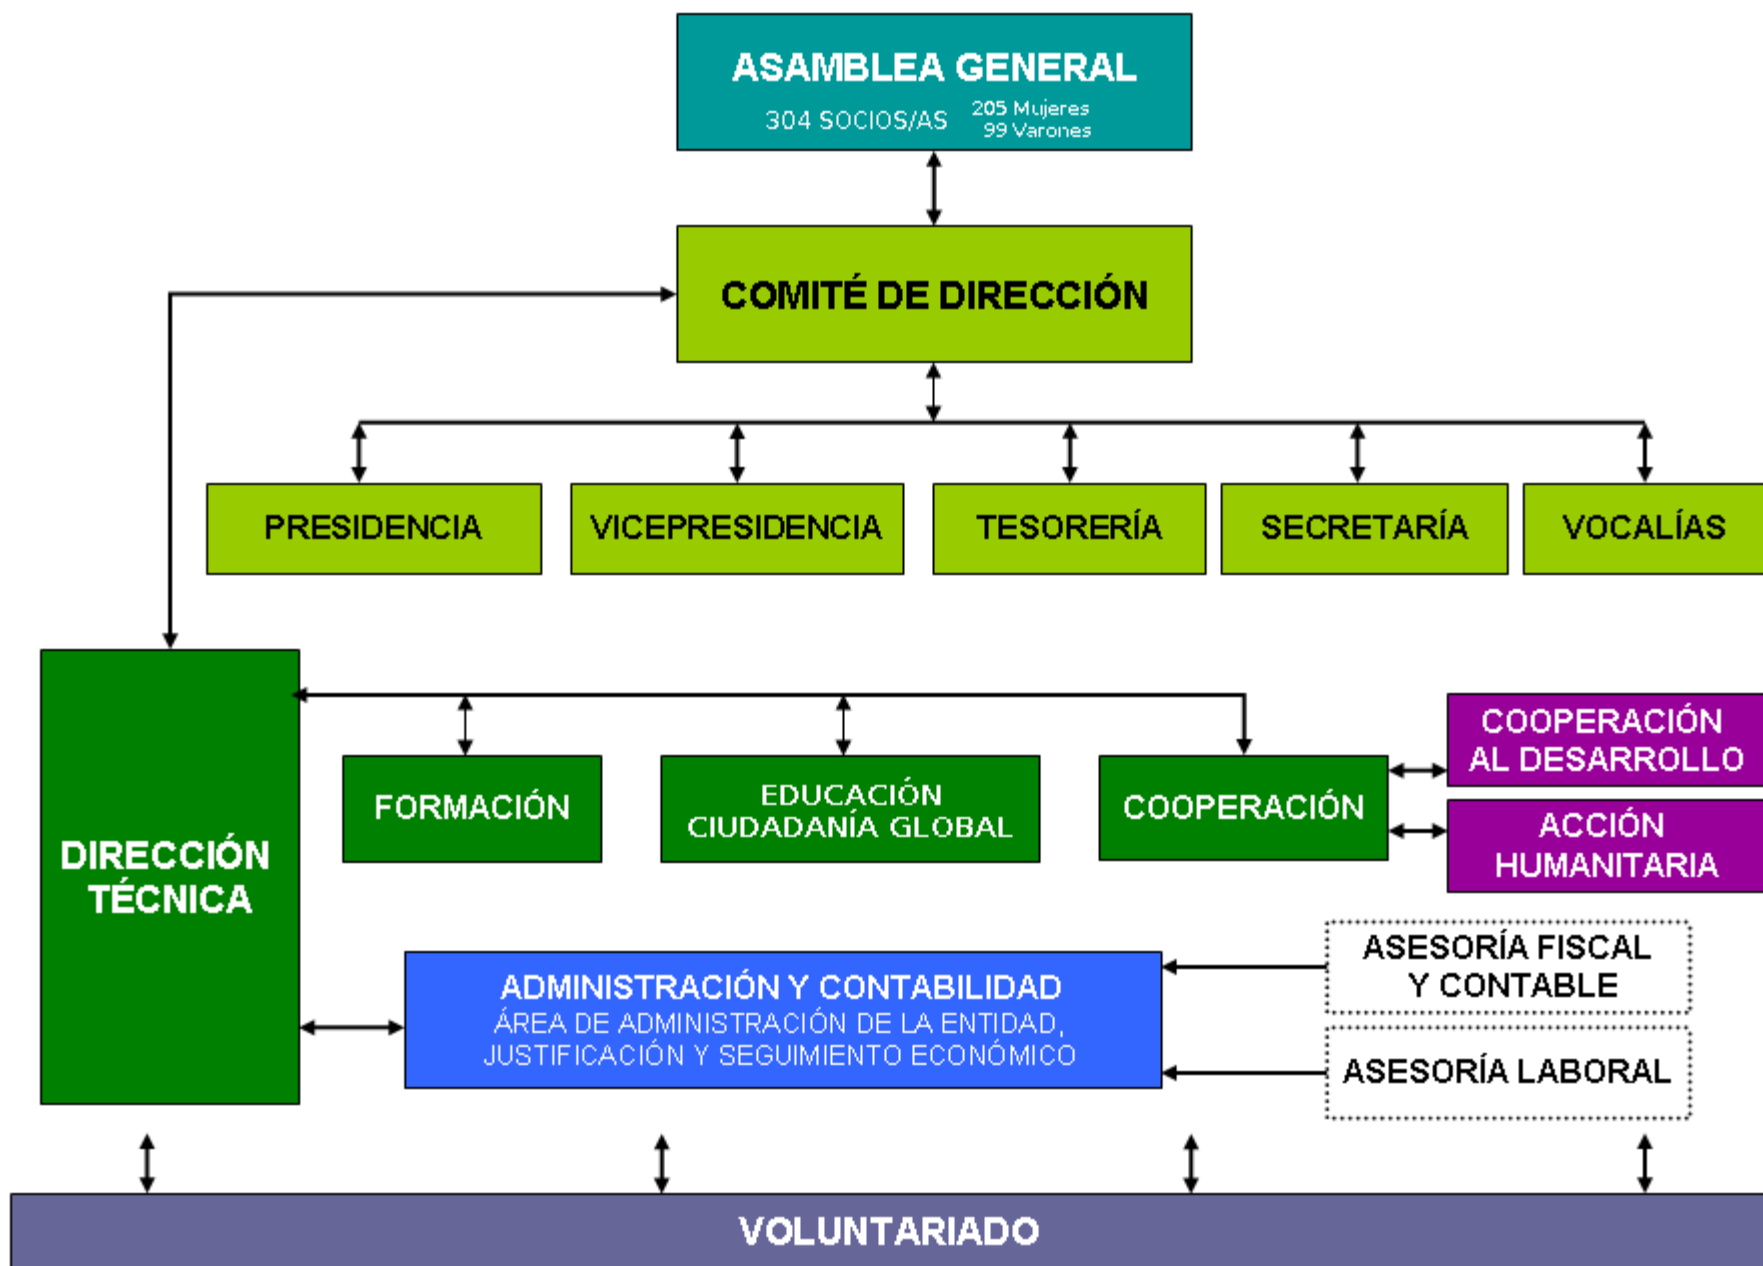 ASAMBLEA GENERAL
304 SOCIOS/AS
205 Mujeres
99 Varones
COMITÉ DE DIRECCIÓN
PRESIDENCIA
VICEPRESIDENCIA
TESORERÍA
SECRETARÍA
VOCALÍAS
DIRECCIÓN
TÉCNICA
FORMACIÓN
EDUCACIÓN
CIUDADANÍA GLOBAL
COOPERACIÓN
COOPERACIÓN
AL DESARROLLO
ACCIÓN
HUMANITARIA
ADMINISTRACIÓN Y CONTABILIDAD
ÁREA DE ADMINISTRACIÓN DE LA ENTIDAD,
JUSTIFICACIÓN Y SEGUIMIENTO ECONÓMICO
ASESORÍA FISCAL
Y CONTABLE
ASESORÍA LABORAL
VOLUNTARIADO